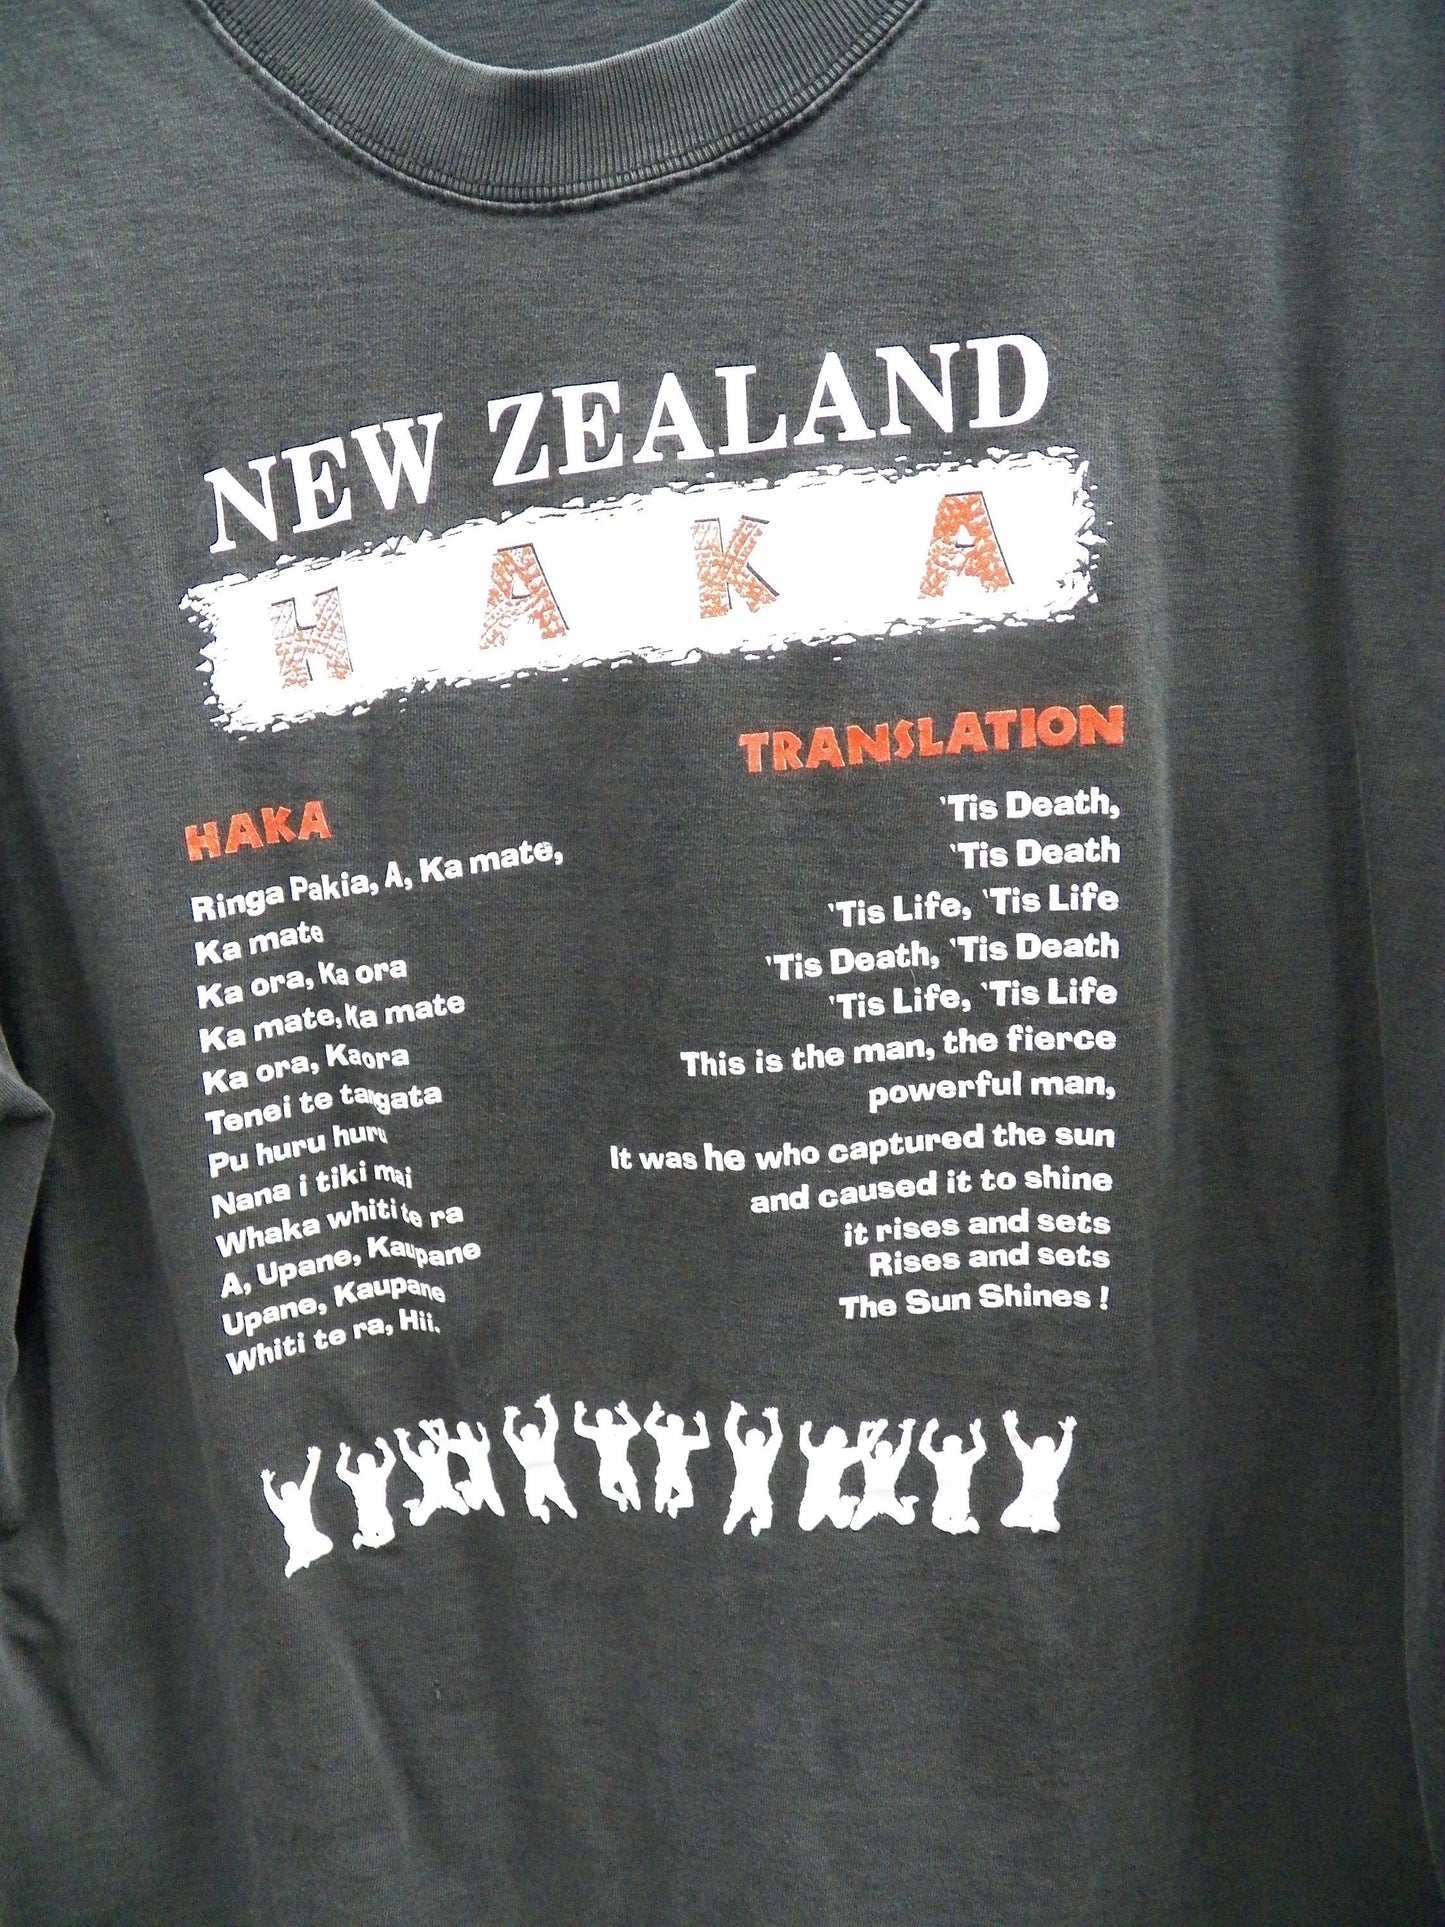 NEW ZEALAND
HAKA
HAKA
Ringa Pakia, A, Ka mate,
Ka mate
Ka ora, Ka ora
Ka mate, Ka mate
Ka ora, Kaora
Tenei te tangata
Pu huru huru
Nana i tiki mai
Whaka whiti te ra
A, Upane, Kaupane
Upane, Kaupane
Whiti te ra, Hii.
TRANSLATION
'Tis Death,
'Tis Death
'Tis Life, 'Tis Life
'Tis Death, 'Tis Death
'Tis Life, 'Tis Life
This is the man, the fierce
powerful man,
It was he who captured the sun
and caused it to shine
it rises and sets
Rises and sets
The Sun Shines !